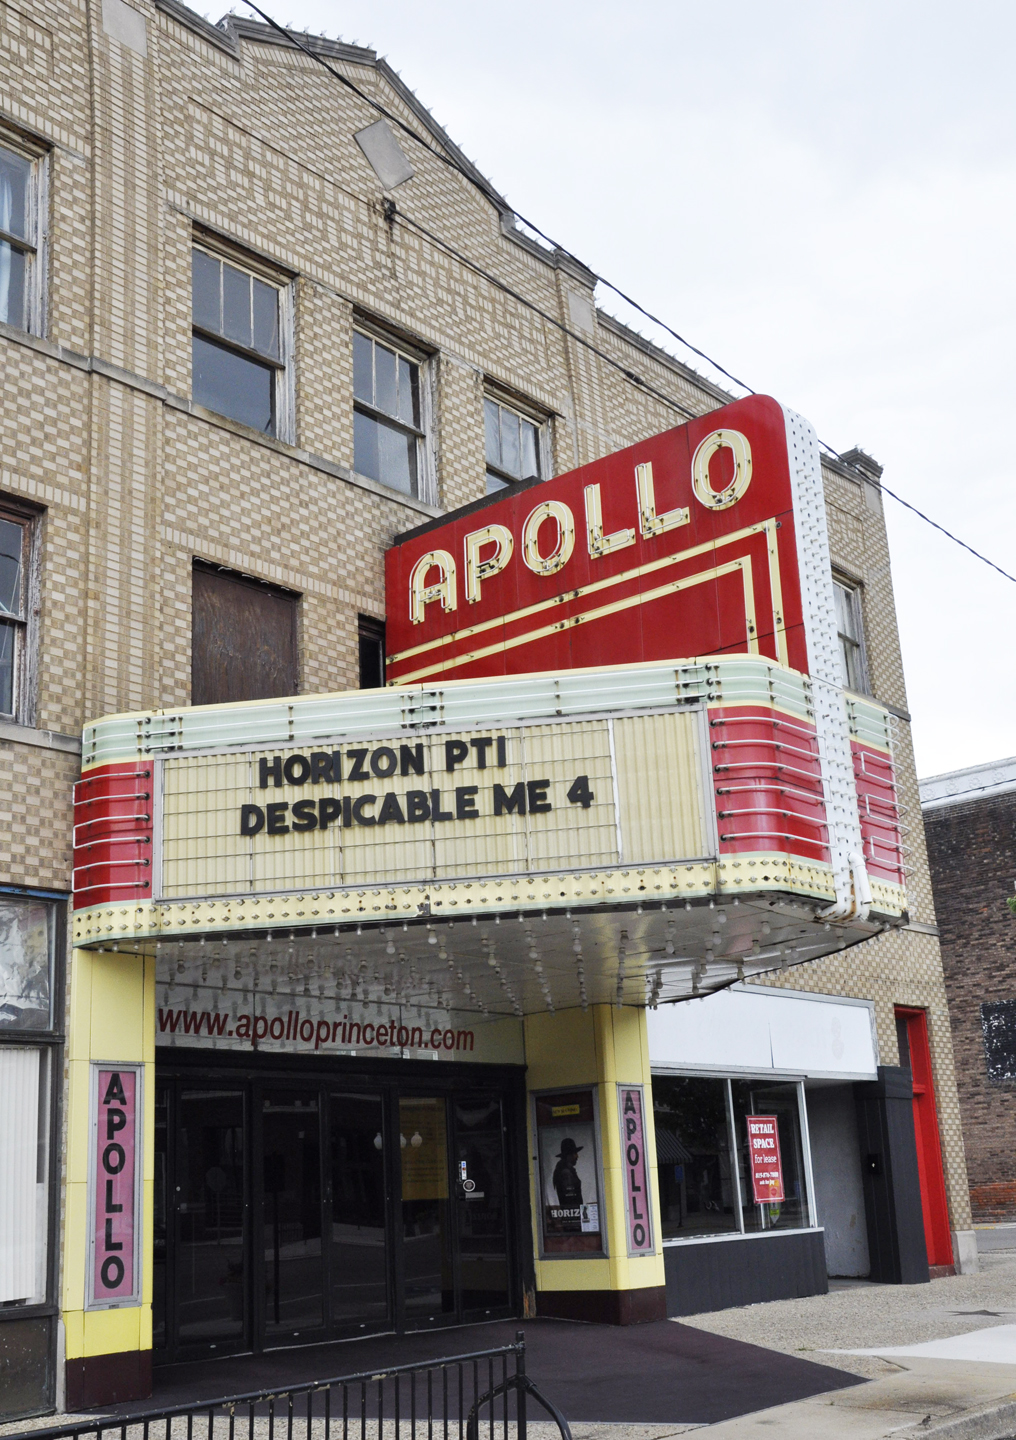 APOLLO
HORIZON PT1
DESPICABLE ME 4
www.apolloprinceton.com
APOLLO
APOLLO
HORIZ
RETAIL
SPACE
for lease